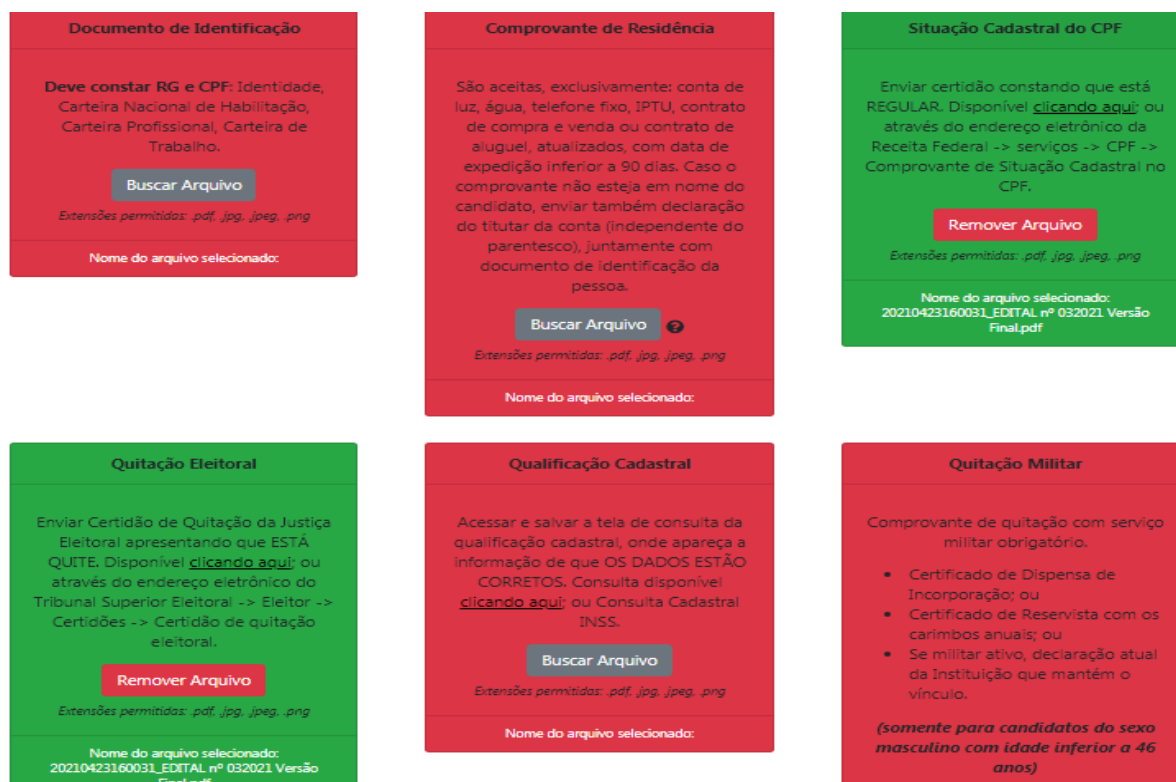 Documento de Identificação
Deve constar RG e CPF: Identidade,
Carteira Nacional de Habilitação,
Carteira Profissional, Carteira de
Trabalho.
Buscar Arquivo
Extensões permitidas: .pdf, .jpg, .jpeg, .png
Nome do arquivo selecionado:
Comprovante de Residência
São aceitas, exclusivamente: conta de
luz, água, telefone fixo, IPTU, contrato
de compra e venda ou contrato de
aluguel, atualizados, com data de
expedição inferior a 90 dias. Caso o
comprovante não esteja em nome do
candidato, enviar também declaração
do titutar da conta (independente do
parentesco), juntamente com
documento de identificação da
pessoa.
Buscar Arquivo ?
Extensões permitidas: .pdf, .jpg, .jpeg, .png
Nome do arquivo selecionado:
Situação Cadastral do CPF
Enviar certidão constando que está
REGULAR. Disponível clicando aqui; ou
através do endereço eletrônico da
Receita Federal -> serviços -> CPF ->
Comprovante de Situação Cadastral no
CPF.
Remover Arquivo
Extensões permitidas: .pdf, .jpg, .jpeg, .png
Nome do arquivo selecionado:
20210423160031_EDITAL nº 032021 Versão
Final.pdf
Quitação Eleitoral
Enviar Certidão de Quitação da Justiça
Eleitoral apresentando que ESTÁ
QUITE. Disponível clicando aqui; ou
através do endereço eletrônico do
Tribunal Superior Eleitoral -> Eleitor ->
Certidões -> Certidão de quitação
eleitoral.
Remover Arquivo
Extensões permitidas: .pdf, .jpg, .jpeg, .png
Nome do arquivo selecionado:
20210423160031_EDITAL nº 032021 Versão
Final.pdf
Qualificação Cadastral
Acessar e salvar a tela de consulta da
qualificação cadastral, onde apareça a
informação de que OS DADOS ESTÃO
CORRETOS. Consulta disponível
clicando aqui; ou Consulta Cadastral
INSS.
Buscar Arquivo
Extensões permitidas: .pdf, .jpg, .jpeg, .png
Nome do arquivo selecionado:
Quitação Militar
Comprovante de quitação com serviço
militar obrigatório.
• Certificado de Dispensa de
Incorporação; ou
• Certificado de Reservista com os
carimbos anuais; ou
• Se militar ativo, declaração atual
da Instituição que mantém o
vínculo.
(somente para candidatos do sexo
masculino com idade inferior a 46
anos)